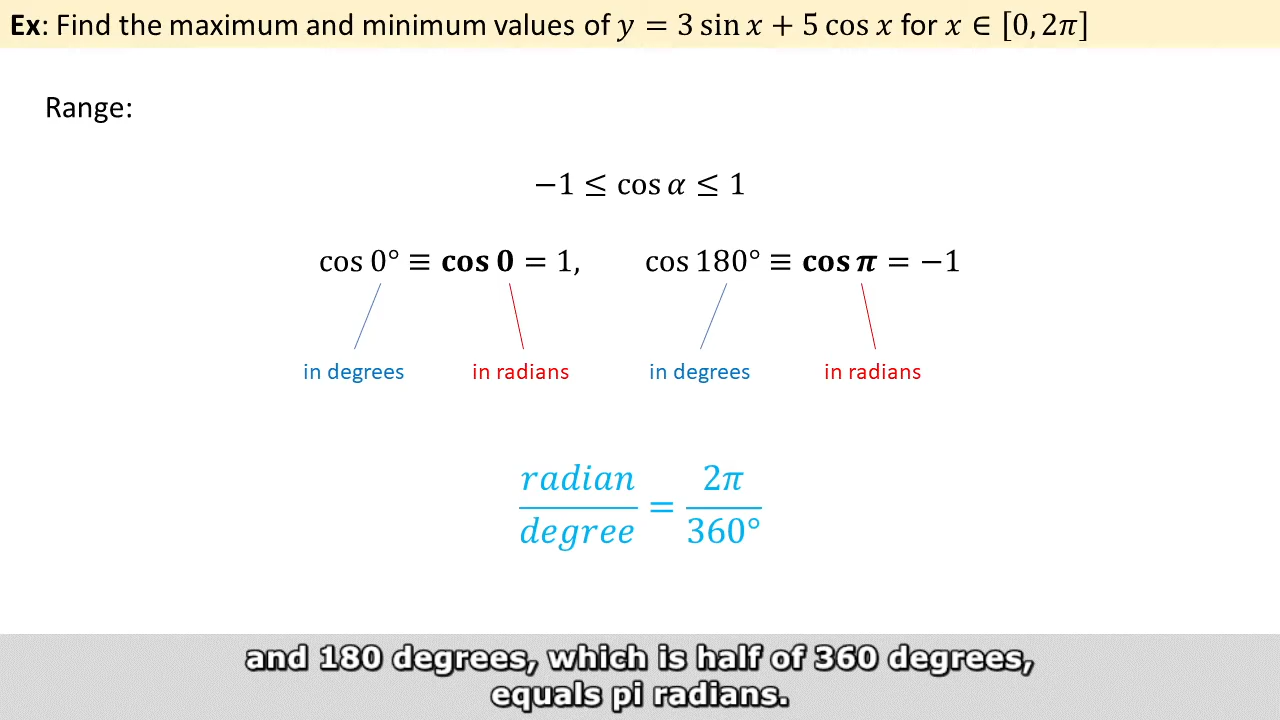 Ex: Find the maximum and minimum values of 𝑦 = 3 sin 𝑥 + 5 cos 𝑥 for 𝑥 ∈ [0, 2𝜋]
Range:
−1 ≤ cos 𝛼 ≤ 1
cos 0° ≡ cos 0 = 1, cos 180° ≡ cos 𝜋 = −1
in degrees in radians in degrees in radians
radian/degree = 2𝜋/360°
and 180 degrees, which is half of 360 degrees,
equals pi radians.